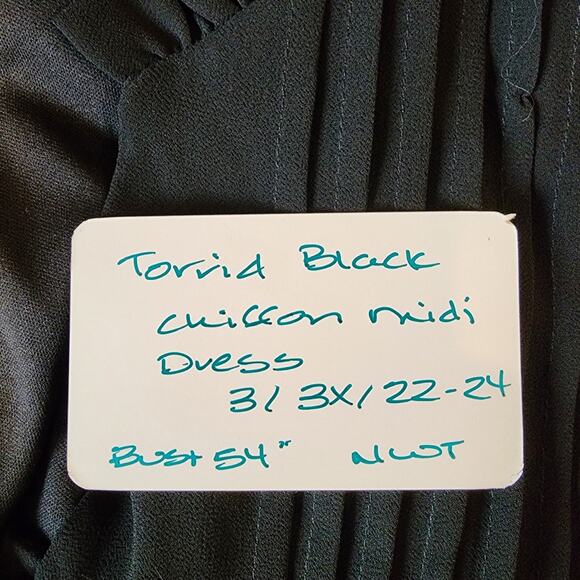 Torrid Black
chiffon midi
Dress
3/3X/22-24
Bust 54" NWT